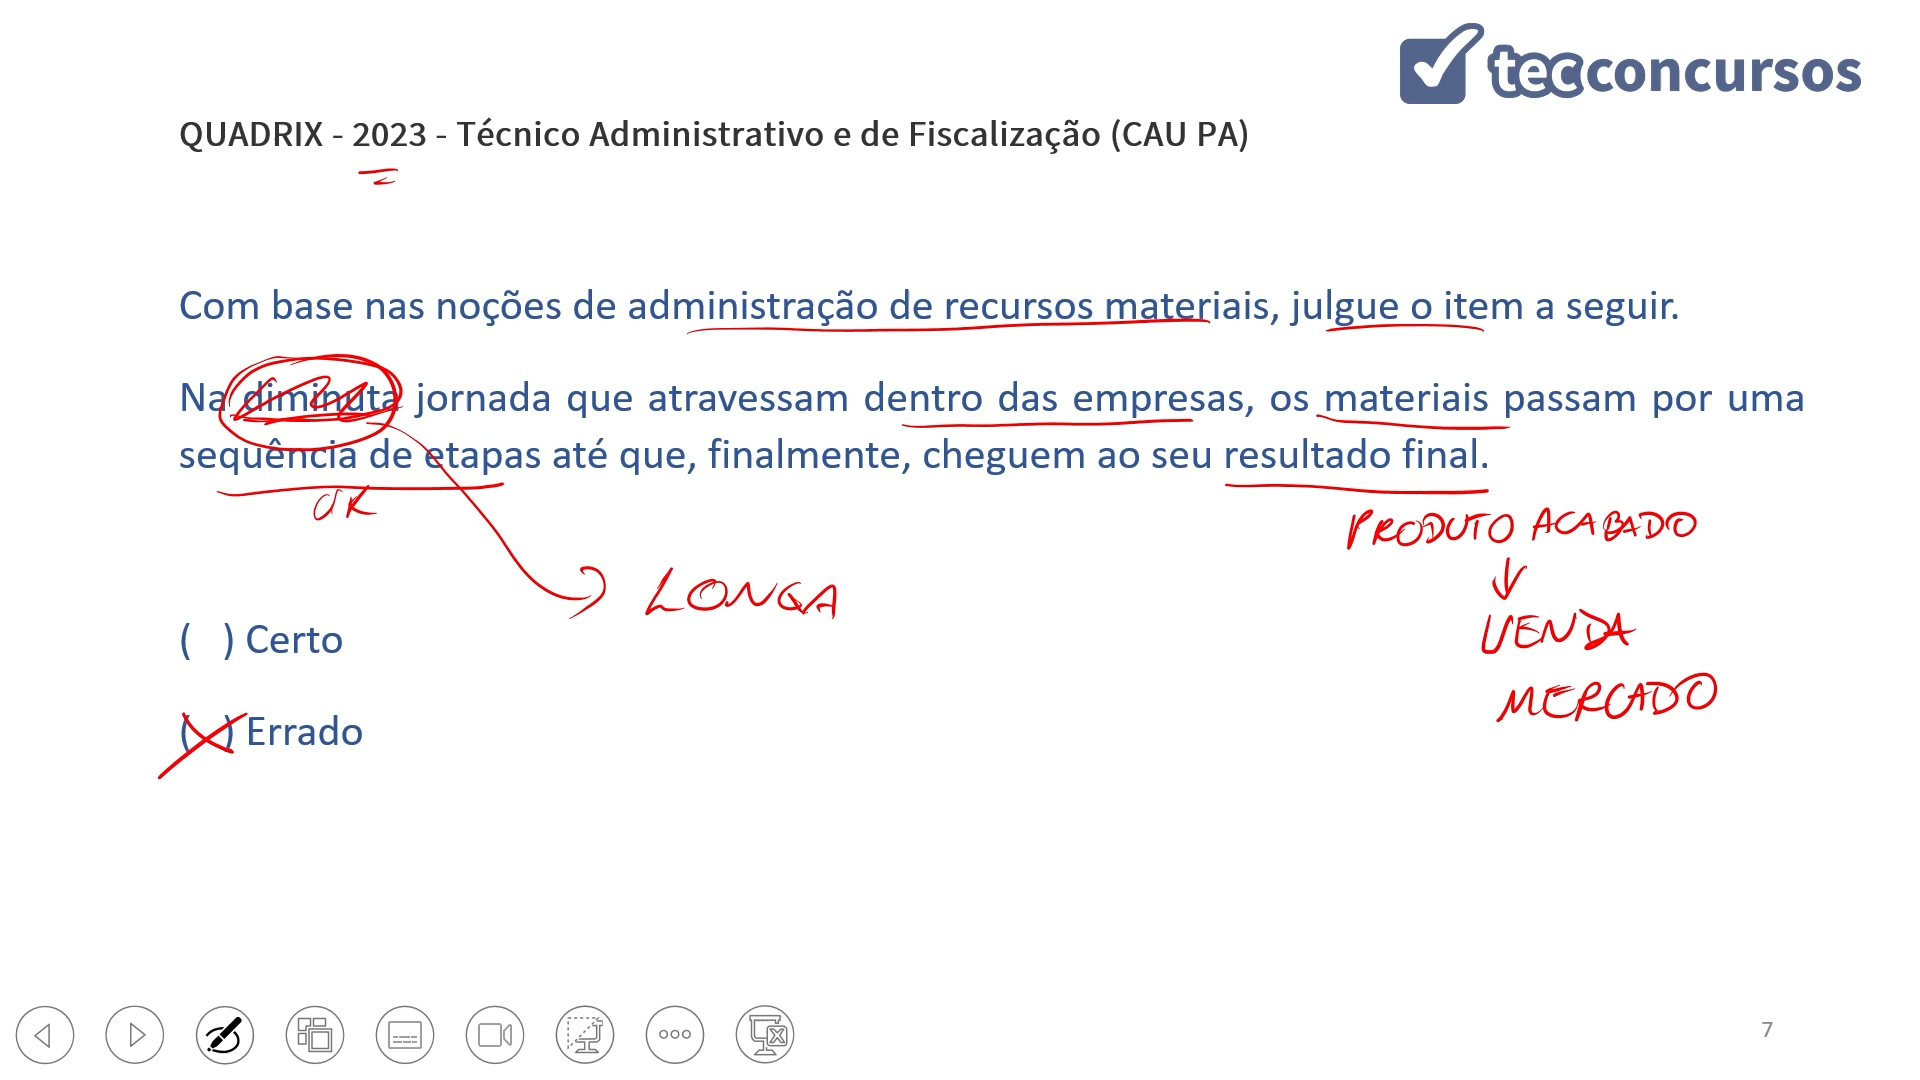 tecconcursos
QUADRIX - 2023 - Técnico Administrativo e de Fiscalização (CAU PA)
Com base nas noções de administração de recursos materiais, julgue o item a seguir.
Na diminuta jornada que atravessam dentro das empresas, os materiais passam por uma
sequência de etapas até que, finalmente, cheguem ao seu resultado final.
OK
PRODUTO ACABADO
LONGA
VENDA
( ) Certo
MERCADO
( ) Errado
7